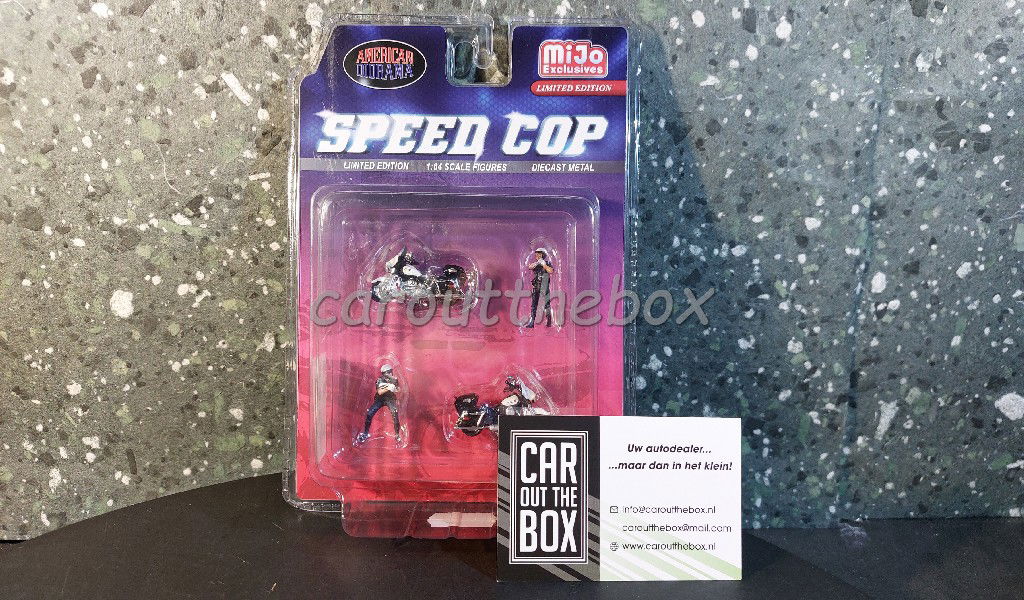 AMERICAN
DIORAMA
MiJo
Exclusives
LIMITED EDITION
SPEED COP
LIMITED EDITION 1:64 SCALE FIGURES DIECAST METAL
caroutthebox
CAR
OUT THE
BOX
Uw autodealer...
...maar dan in het klein!
info@caroutthebox.nl
caroutthebox@mail.com
www.caroutthebox.nl